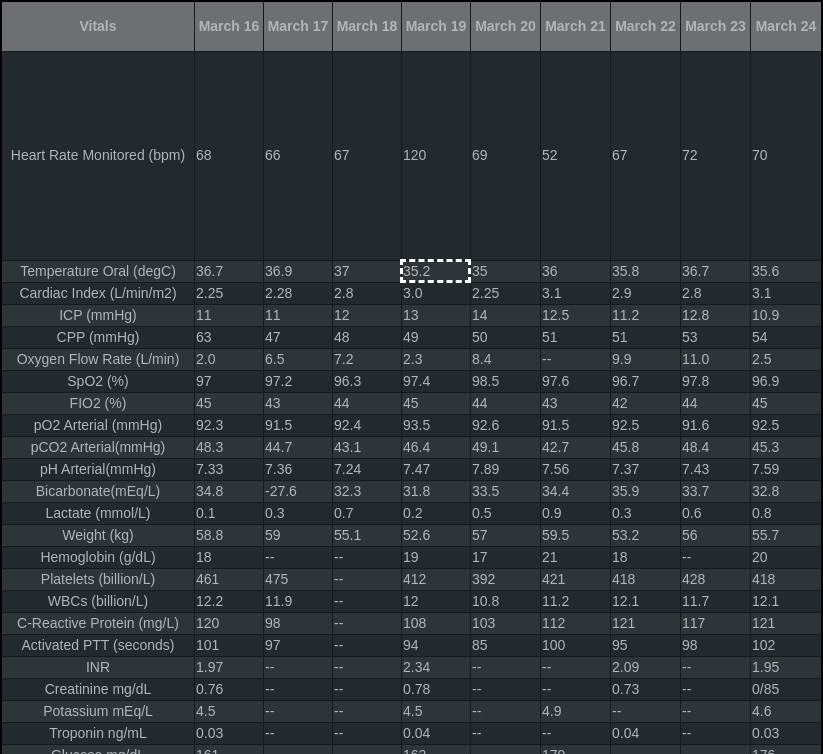 Vitals March 16 March 17 March 18 March 19 March 20 March 21 March 22 March 23 March 24
Heart Rate Monitored (bpm) 68 66 67 120 69 52 67 72 70
Temperature Oral (degC) 36.7 36.9 37 35.2 35 36 35.8 36.7 35.6
Cardiac Index (L/min/m2) 2.25 2.28 2.8 3.0 2.25 3.1 2.9 2.8 3.1
ICP (mmHg) 11 11 12 13 14 12.5 11.2 12.8 10.9
CPP (mmHg) 63 47 48 49 50 51 51 53 54
Oxygen Flow Rate (L/min) 2.0 6.5 7.2 2.3 8.4 -- 9.9 11.0 2.5
SpO2 (%) 97 97.2 96.3 97.4 98.5 97.6 96.7 97.8 96.9
FIO2 (%) 45 43 44 45 44 43 42 44 45
pO2 Arterial (mmHg) 92.3 91.5 92.4 93.5 92.6 91.5 92.5 91.6 92.5
pCO2 Arterial(mmHg) 48.3 44.7 43.1 46.4 49.1 42.7 45.8 48.4 45.3
pH Arterial(mmHg) 7.33 7.36 7.24 7.47 7.89 7.56 7.37 7.43 7.59
Bicarbonate(mEq/L) 34.8 -27.6 32.3 31.8 33.5 34.4 35.9 33.7 32.8
Lactate (mmol/L) 0.1 0.3 0.7 0.2 0.5 0.9 0.3 0.6 0.8
Weight (kg) 58.8 59 55.1 52.6 57 59.5 53.2 56 55.7
Hemoglobin (g/dL) 18 -- -- 19 17 21 18 -- 20
Platelets (billion/L) 461 475 -- 412 392 421 418 428 418
WBCs (billion/L) 12.2 11.9 -- 12 10.8 11.2 12.1 11.7 12.1
C-Reactive Protein (mg/L) 120 98 -- 108 103 112 121 117 121
Activated PTT (seconds) 101 97 -- 94 85 100 95 98 102
INR 1.97 -- -- 2.34 -- -- 2.09 -- 1.95
Creatinine mg/dL 0.76 -- -- 0.78 -- -- 0.73 -- 0/85
Potassium mEq/L 4.5 -- -- 4.5 -- 4.9 -- -- 4.6
Troponin ng/mL 0.03 -- -- 0.04 -- -- 0.04 -- 0.03
Glucose mg/dL 161 -- -- 162 -- 170 -- -- 176